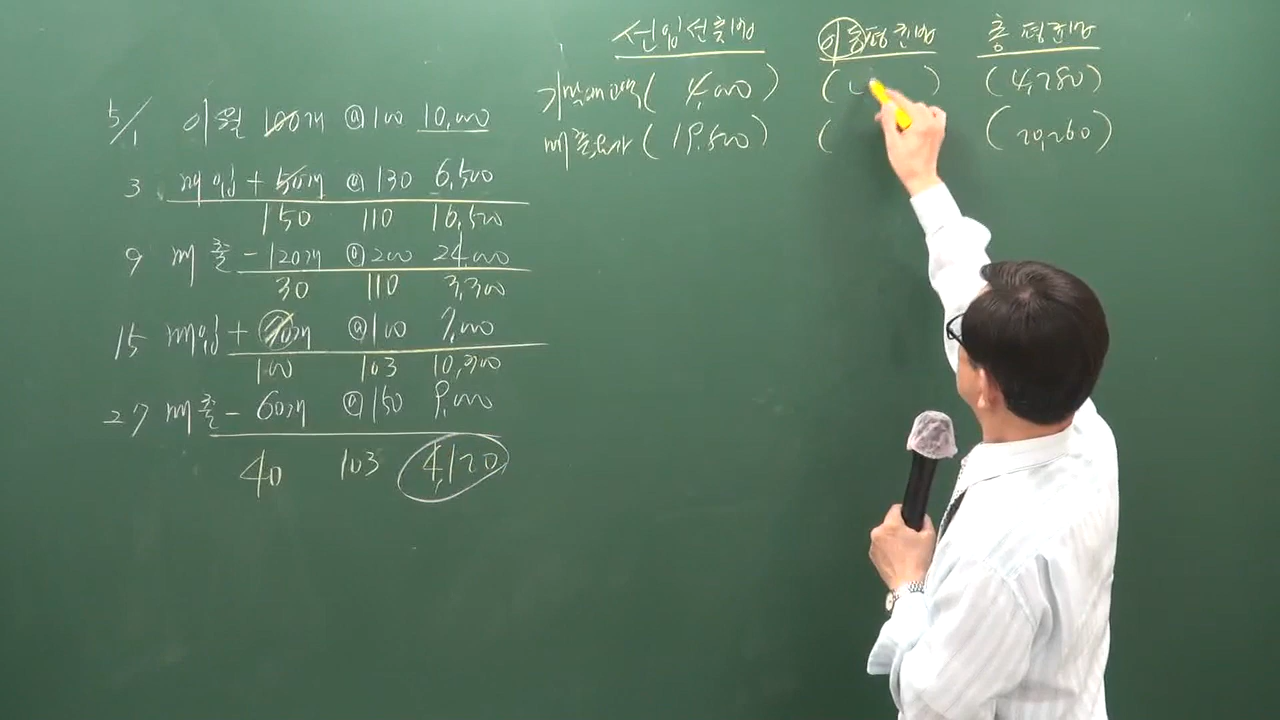 선입선출법 이동평균법 총평균법
기말재고액 ( 4,000 ) ( ) ( 4,280 )
매출원가 ( 19,500 ) ( ( 20,260 )
5/1 이월 100개 @100 10,000
3 매입 + 50개 @130 6,500
150 110 16,500
9 매출 - 120개 @200 24,000
30 110 3,300
15 매입 + 70개 @100 7,000
100 103 10,300
27 매출 - 60개 @150 9,000
40 103 4,120